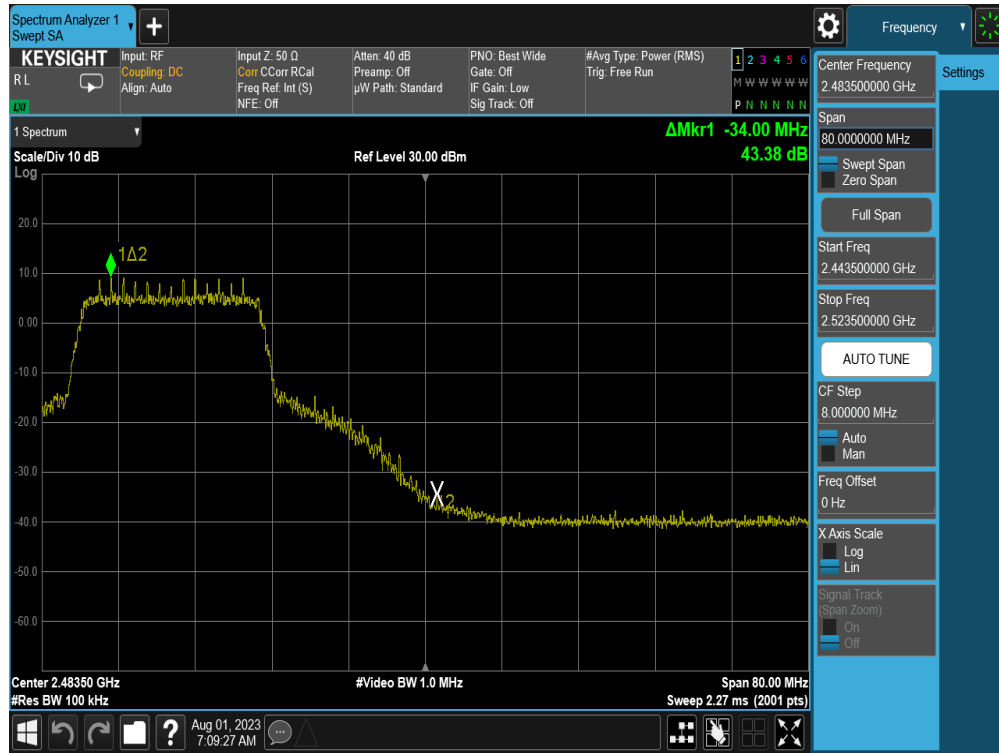 Spectrum Analyzer 1
Swept SA
+
Frequency
KEYSIGHT
R L
LXI
Input: RF
Coupling: DC
Align: Auto
Input Z: 50 Ω
Corr CCorr RCal
Freq Ref: Int (S)
NFE: Off
Atten: 40 dB
Preamp: Off
µW Path: Standard
PNO: Best Wide
Gate: Off
IF Gain: Low
Sig Track: Off
#Avg Type: Power (RMS)
Trig: Free Run
1 2 3 4 5 6
M W W W W W
P N N N N N
1 Spectrum
ΔMkr1 -34.00 MHz
43.38 dB
Scale/Div 10 dB
Ref Level 30.00 dBm
Log
20.0
10.0
0.00
-10.0
-20.0
-30.0
-40.0
-50.0
-60.0
1Δ2
X2
Center 2.48350 GHz
#Video BW 1.0 MHz
Span 80.00 MHz
#Res BW 100 kHz
Sweep 2.27 ms (2001 pts)
Center Frequency
2.483500000 GHz
Settings
Span
80.0000000 MHz
Swept Span
Zero Span
Full Span
Start Freq
2.443500000 GHz
Stop Freq
2.523500000 GHz
AUTO TUNE
CF Step
8.000000 MHz
Auto
Man
Freq Offset
0 Hz
X Axis Scale
Log
Lin
Signal Track
(Span Zoom)
On
Off
?
Aug 01, 2023
7:09:27 AM